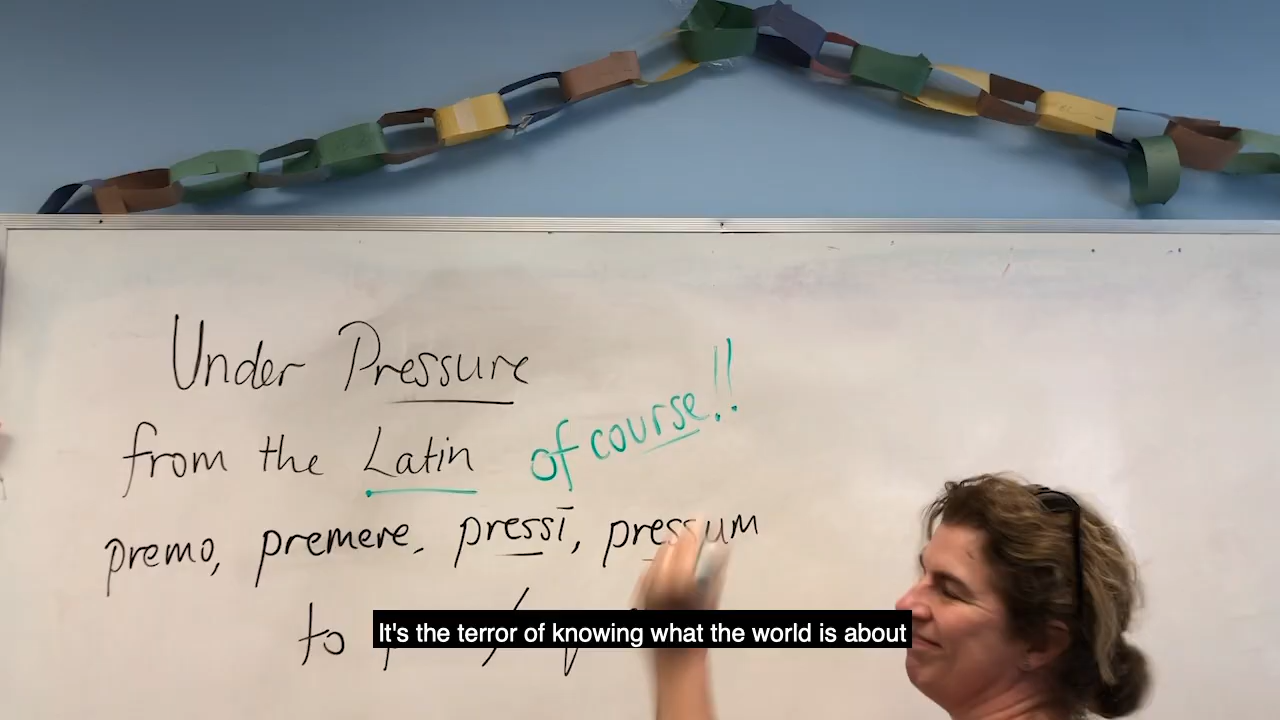 Under Pressure
from the Latin of course!!
premo, premere, pressī, pressum
to
It's the terror of knowing what the world is about